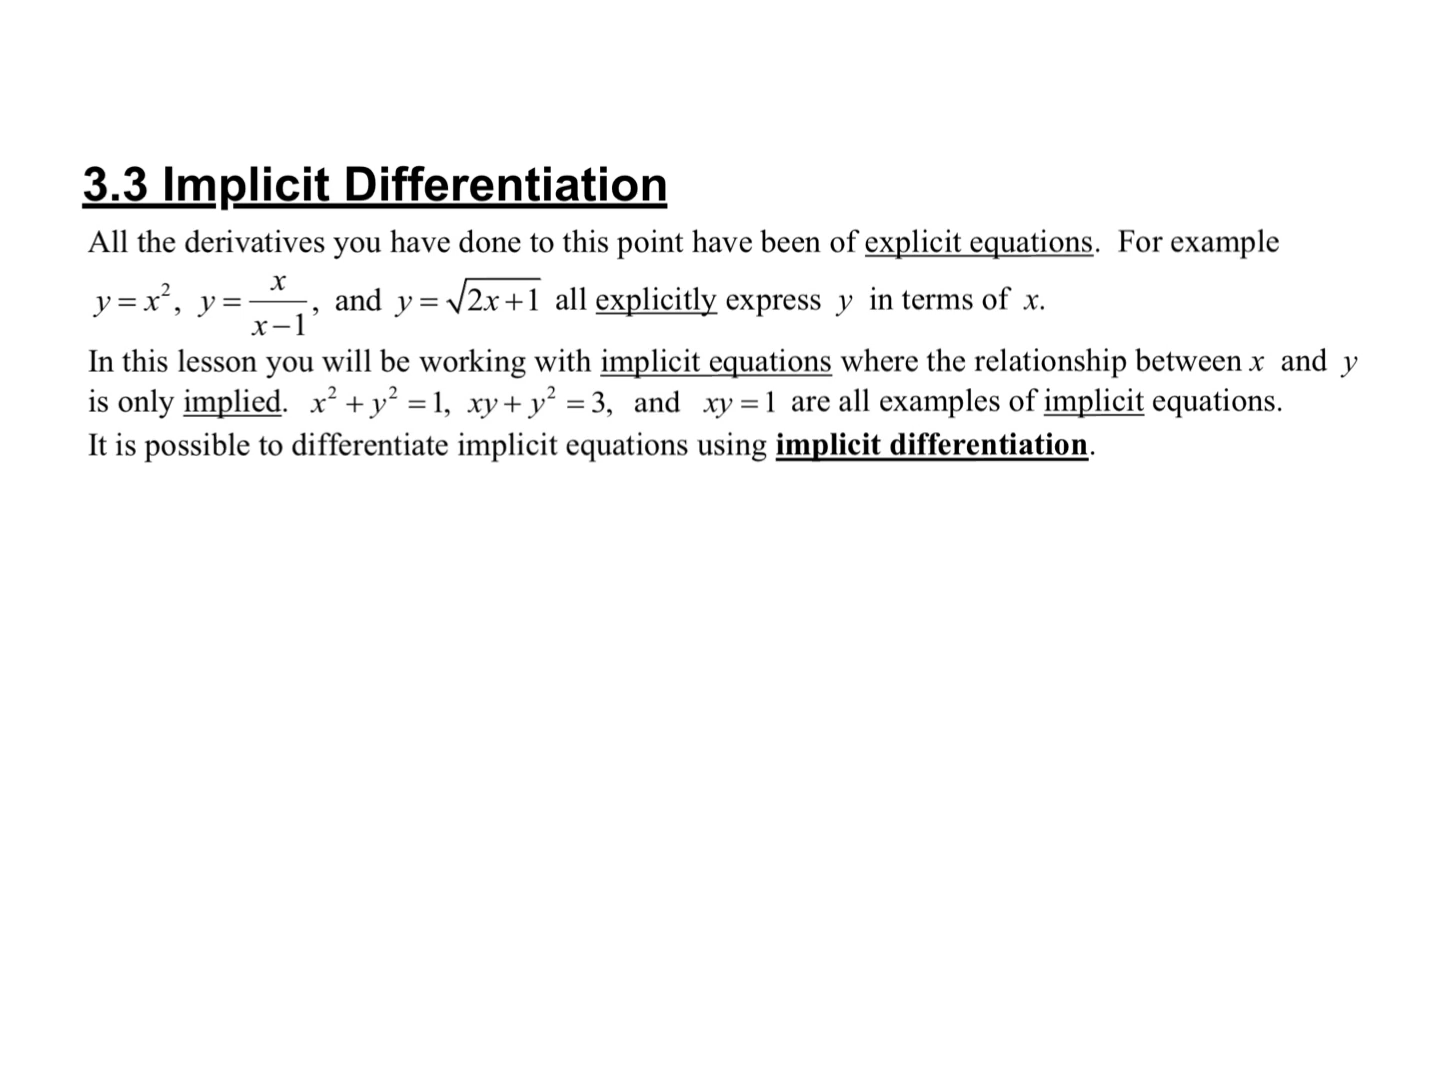 3.3 Implicit Differentiation
All the derivatives you have done to this point have been of explicit equations. For example
y = x², y = x/(x−1), and y = √(2x+1) all explicitly express y in terms of x.
In this lesson you will be working with implicit equations where the relationship between x and y
is only implied. x² + y² = 1, xy + y² = 3, and xy = 1 are all examples of implicit equations.
It is possible to differentiate implicit equations using implicit differentiation.